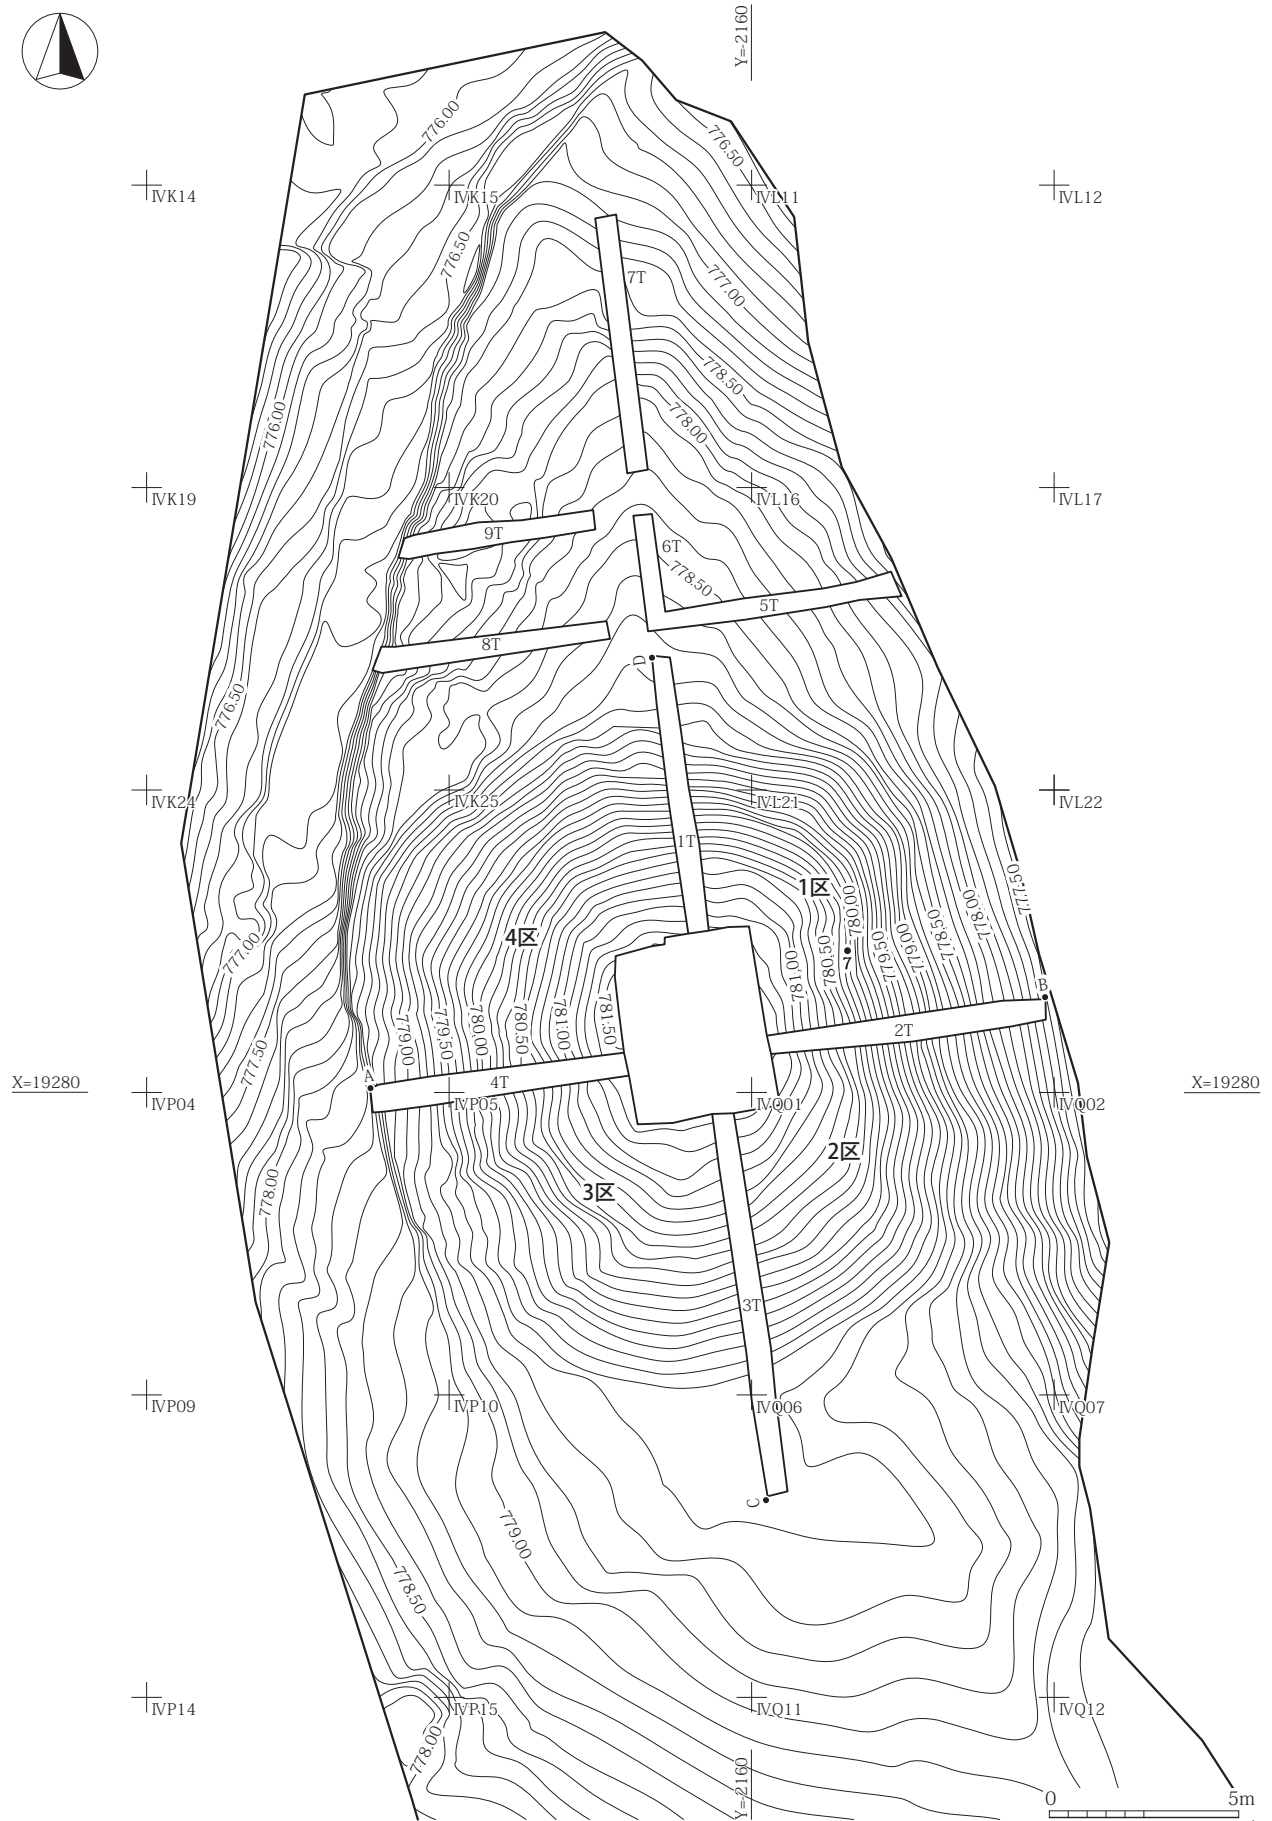 Y=-2160
776.00
776.50
ⅣK14
ⅣK15
ⅣL11
ⅣL12
776.50
7T
777.00
778.50
778.00
776.00
ⅣK19
ⅣK20
ⅣL16
ⅣL17
9T
6T
778.50
5T
8T
D
776.50
ⅣK24
ⅣK25
ⅣL21
ⅣL22
1T
1区
777.50
778.00
778.50
779.00
779.50
780.00
780.50
781.00
7
4区
777.00
B
2T
779.00
779.50
780.00
780.50
781.00
781.50
777.50
A
4T
X=19280
X=19280
ⅣP04
ⅣP05
ⅣQ01
ⅣQ02
2区
3区
778.00
3T
ⅣP09
ⅣP10
ⅣQ06
ⅣQ07
C
779.00
778.50
ⅣP14
ⅣP15
ⅣQ11
ⅣQ12
778.00
Y=-2160
0 5m